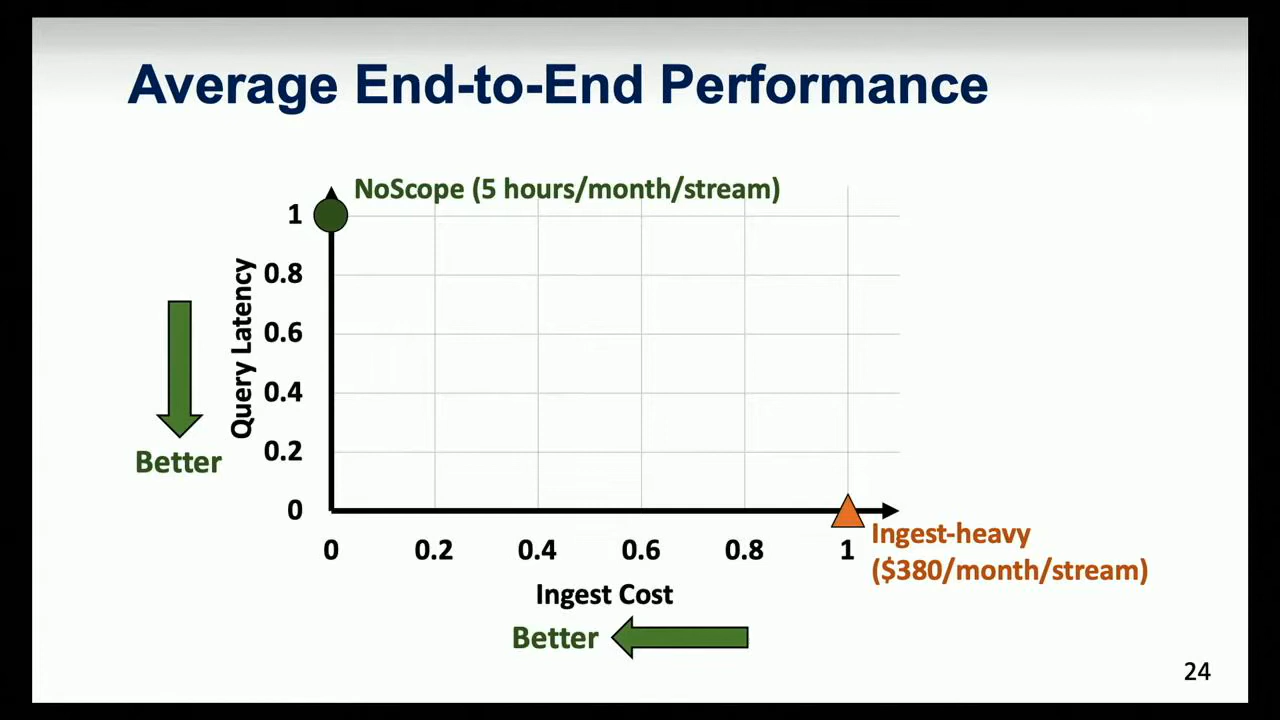 Average End-to-End Performance
NoScope (5 hours/month/stream)
1
0.8
0.6
0.4
0.2
0
Query Latency
Better
0 0.2 0.4 0.6 0.8 1
Ingest-heavy
($380/month/stream)
Ingest Cost
Better
24